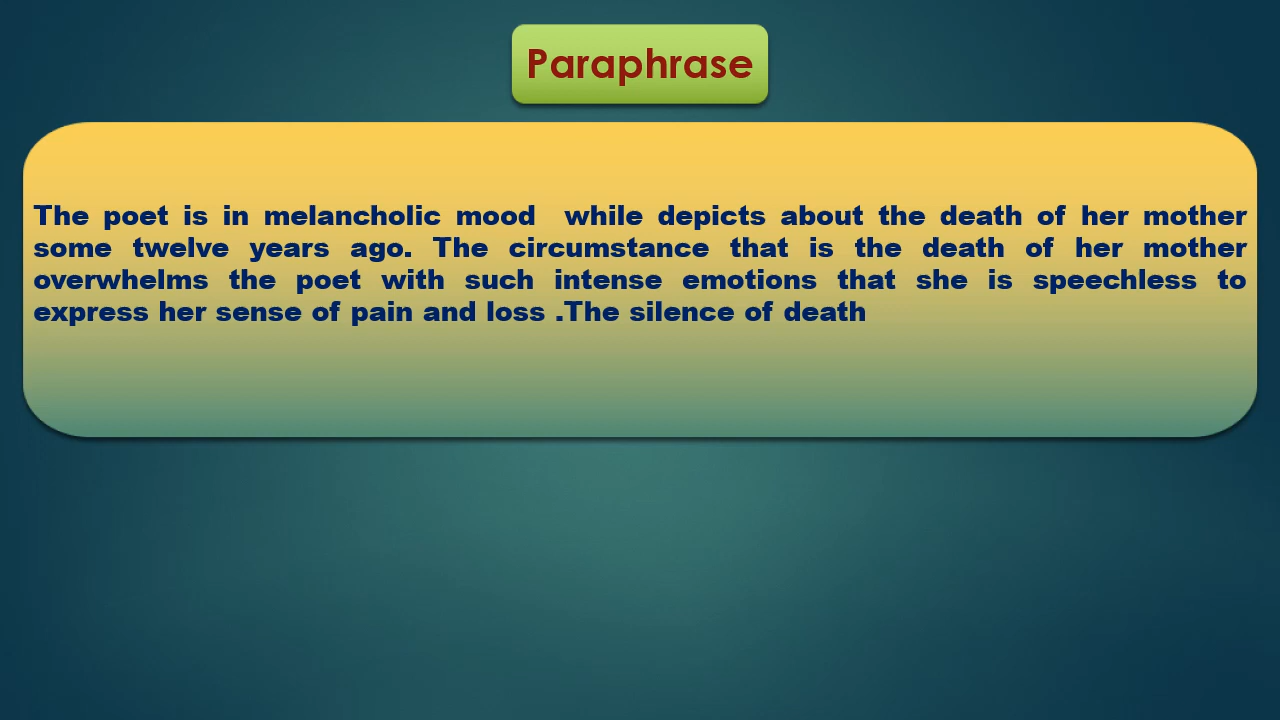 Paraphrase
The poet is in melancholic mood  while depicts about the death of her mother
some twelve years ago. The circumstance that is the death of her mother
overwhelms the poet with such intense emotions that she is speechless to
express her sense of pain and loss .The silence of death